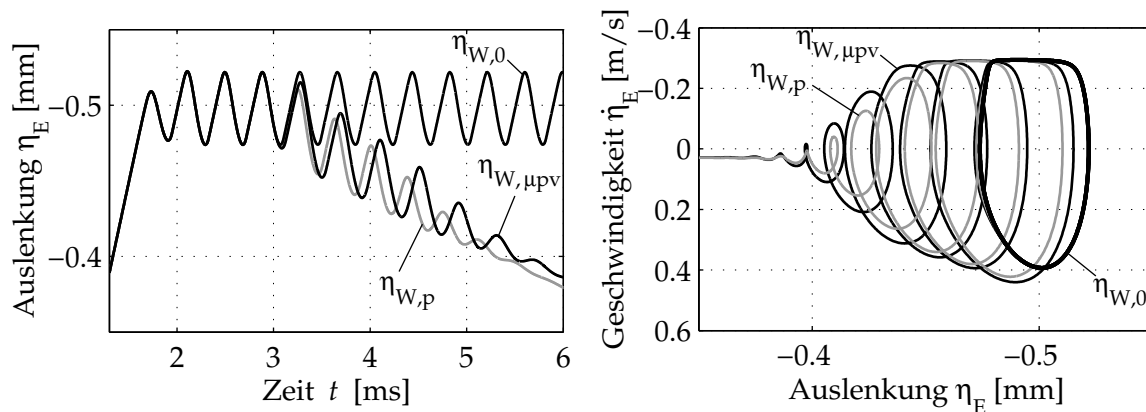 Auslenkung η_E [mm]
−0.5
−0.4
2
3
4
5
6
Zeit t [ms]
η_W,0
η_W,μpv
η_W,p
Geschwindigkeit η̇_E [m/s]
−0.4
−0.2
0
0.2
0.4
0.6
−0.4
−0.5
Auslenkung η_E [mm]
η_W,μpv
η_W,p
η_W,0